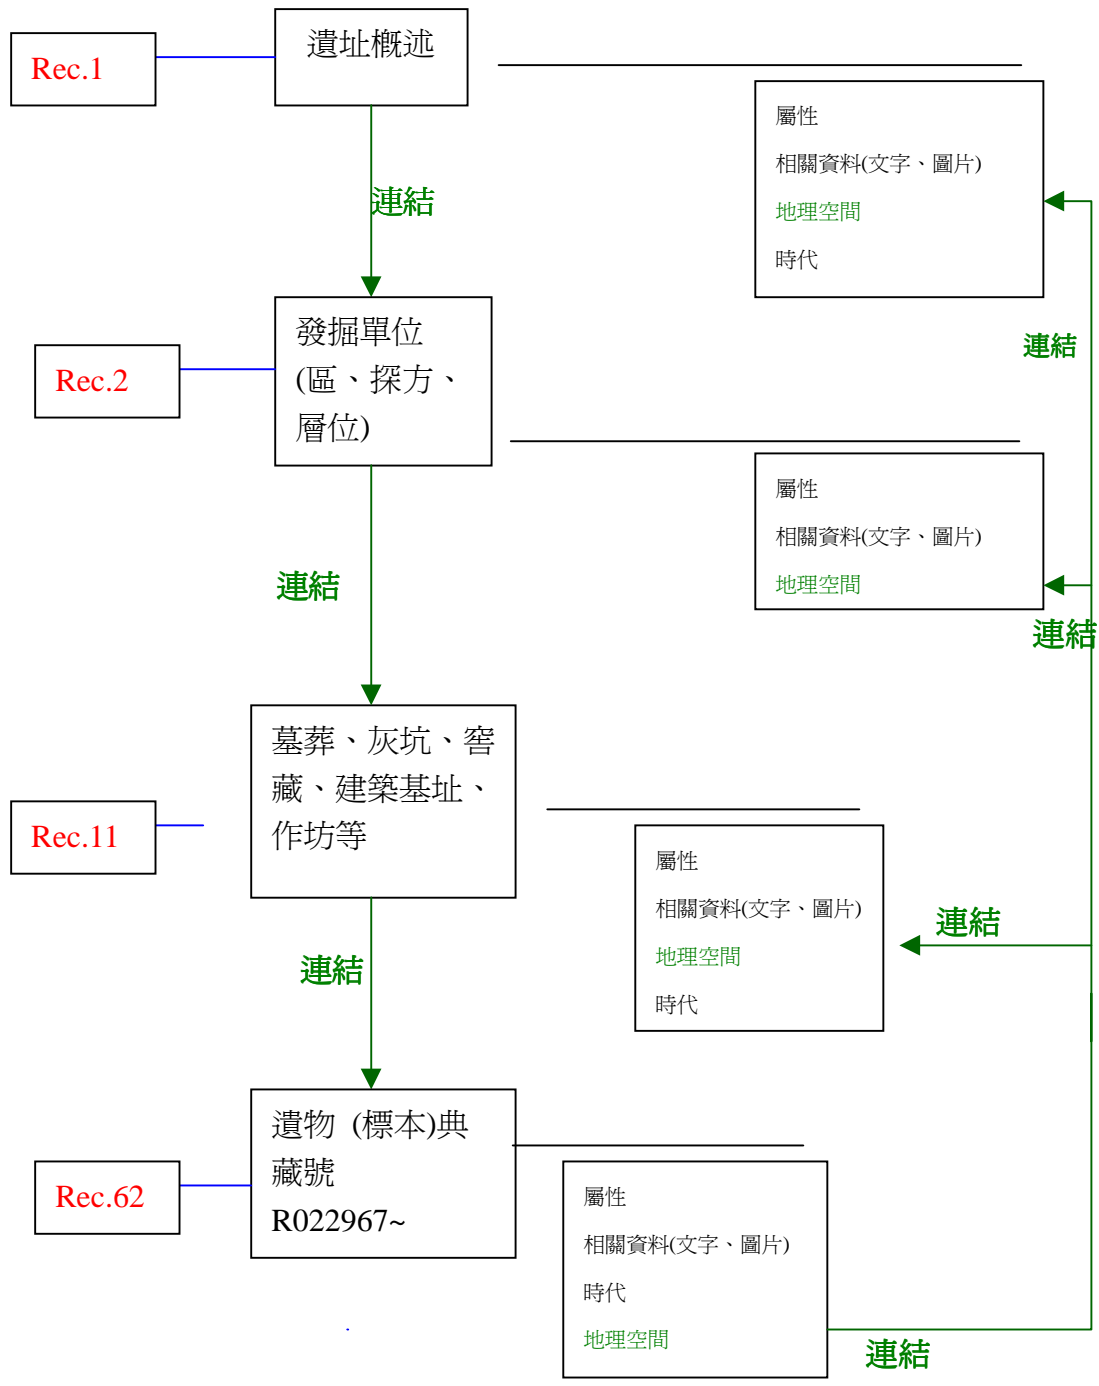 遺址概述
Rec.1
屬性
相關資料(文字、圖片)
地理空間
時代
連結
發掘單位
(區、探方、
層位)
連結
Rec.2
屬性
相關資料(文字、圖片)
地理空間
連結
連結
墓葬、灰坑、窖
藏、建築基址、
作坊等
Rec.11
屬性
相關資料(文字、圖片)
地理空間
時代
連結
連結
遺物 (標本)典
藏號
R022967~
Rec.62
屬性
相關資料(文字、圖片)
時代
地理空間
連結